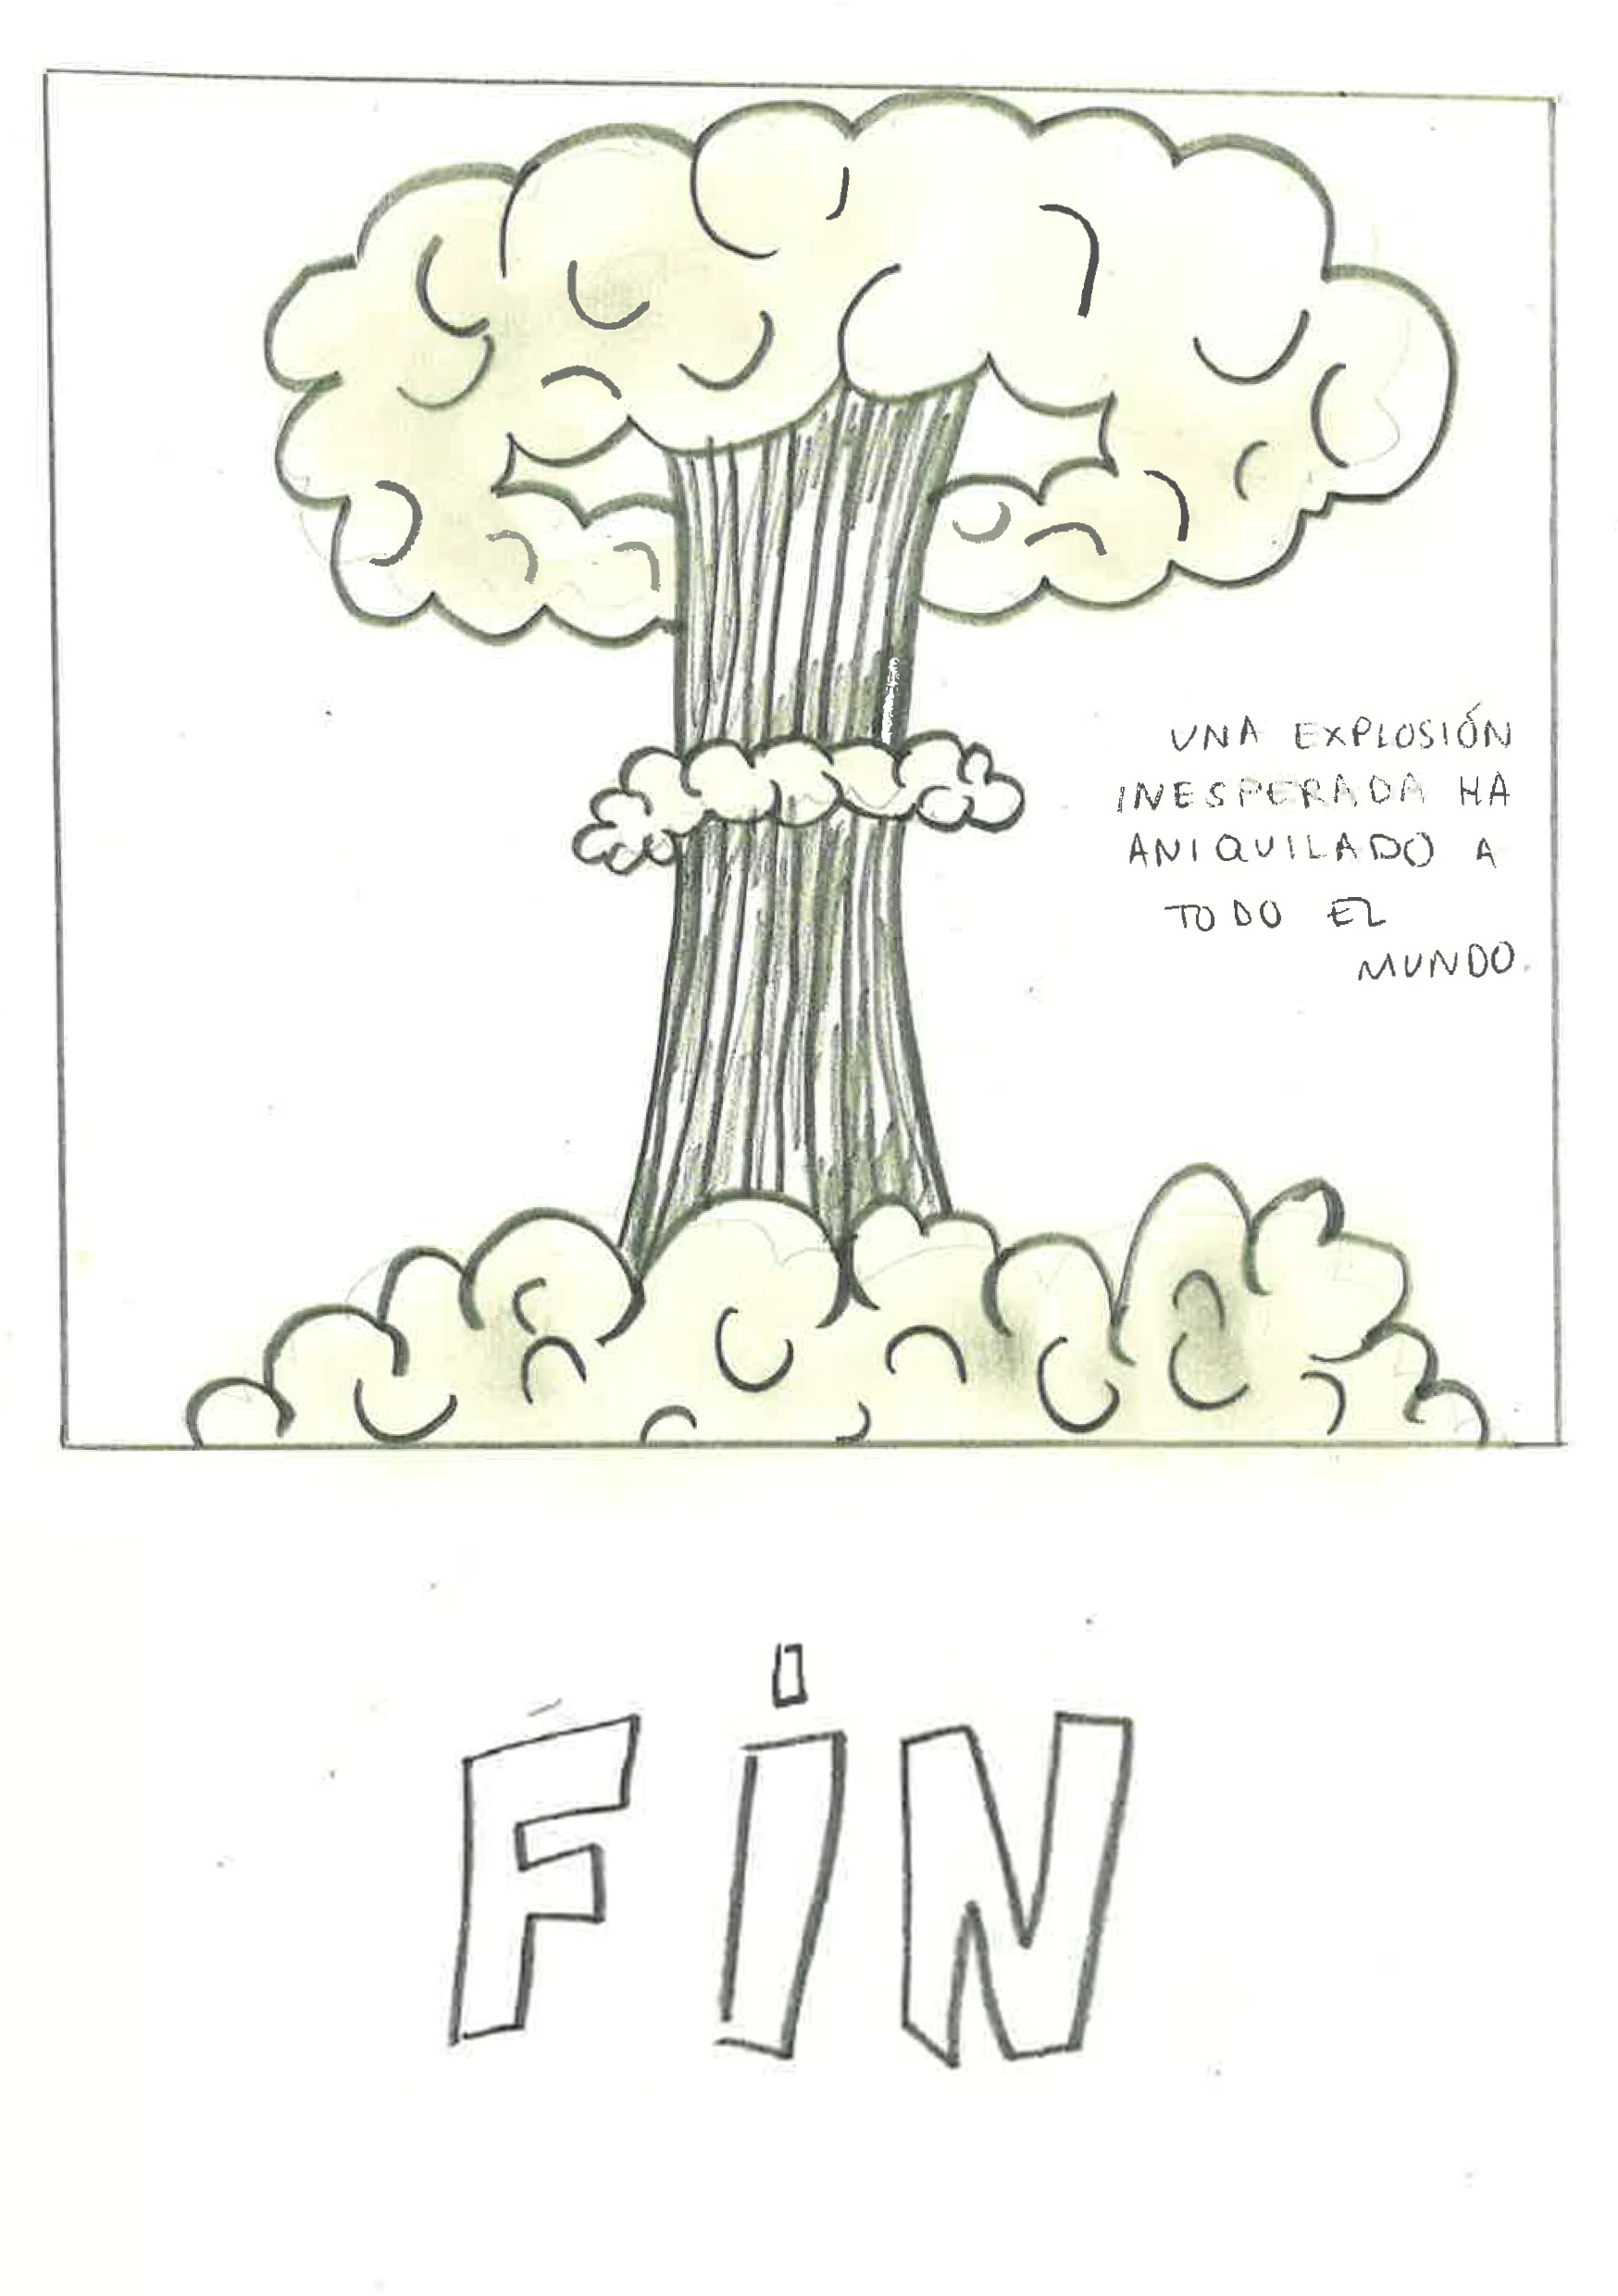 UNA EXPLOSIÓN
INESPERADA HA
ANIQUILADO A
TODO EL
MUNDO.
FIN